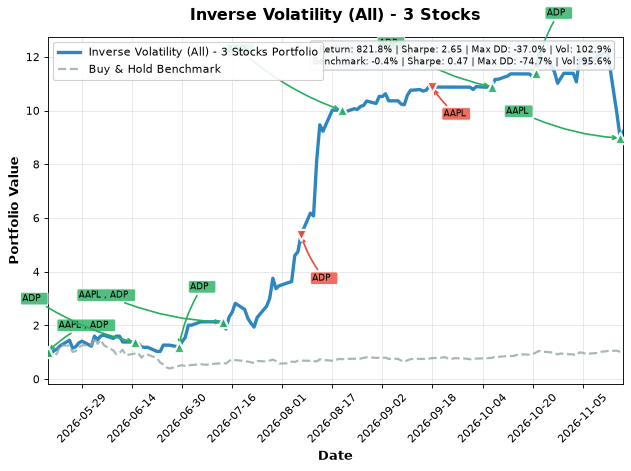 Inverse Volatility (All) - 3 Stocks
ADP
Inverse Volatility (All) - 3 Stocks Portfolio
Buy & Hold Benchmark
Return: 821.8% | Sharpe: 2.65 | Max DD: -37.0% | Vol: 102.9%
Benchmark: -0.4% | Sharpe: 0.47 | Max DD: -74.7% | Vol: 95.6%
AAPL
AAPL
ADP
ADP
AAPL , ADP
ADP
AAPL , ADP
Portfolio Value
12
10
8
6
4
2
0
2026-05-29
2026-06-14
2026-06-30
2026-07-16
2026-08-01
2026-08-17
2026-09-02
2026-09-18
2026-10-04
2026-10-20
2026-11-05
Date